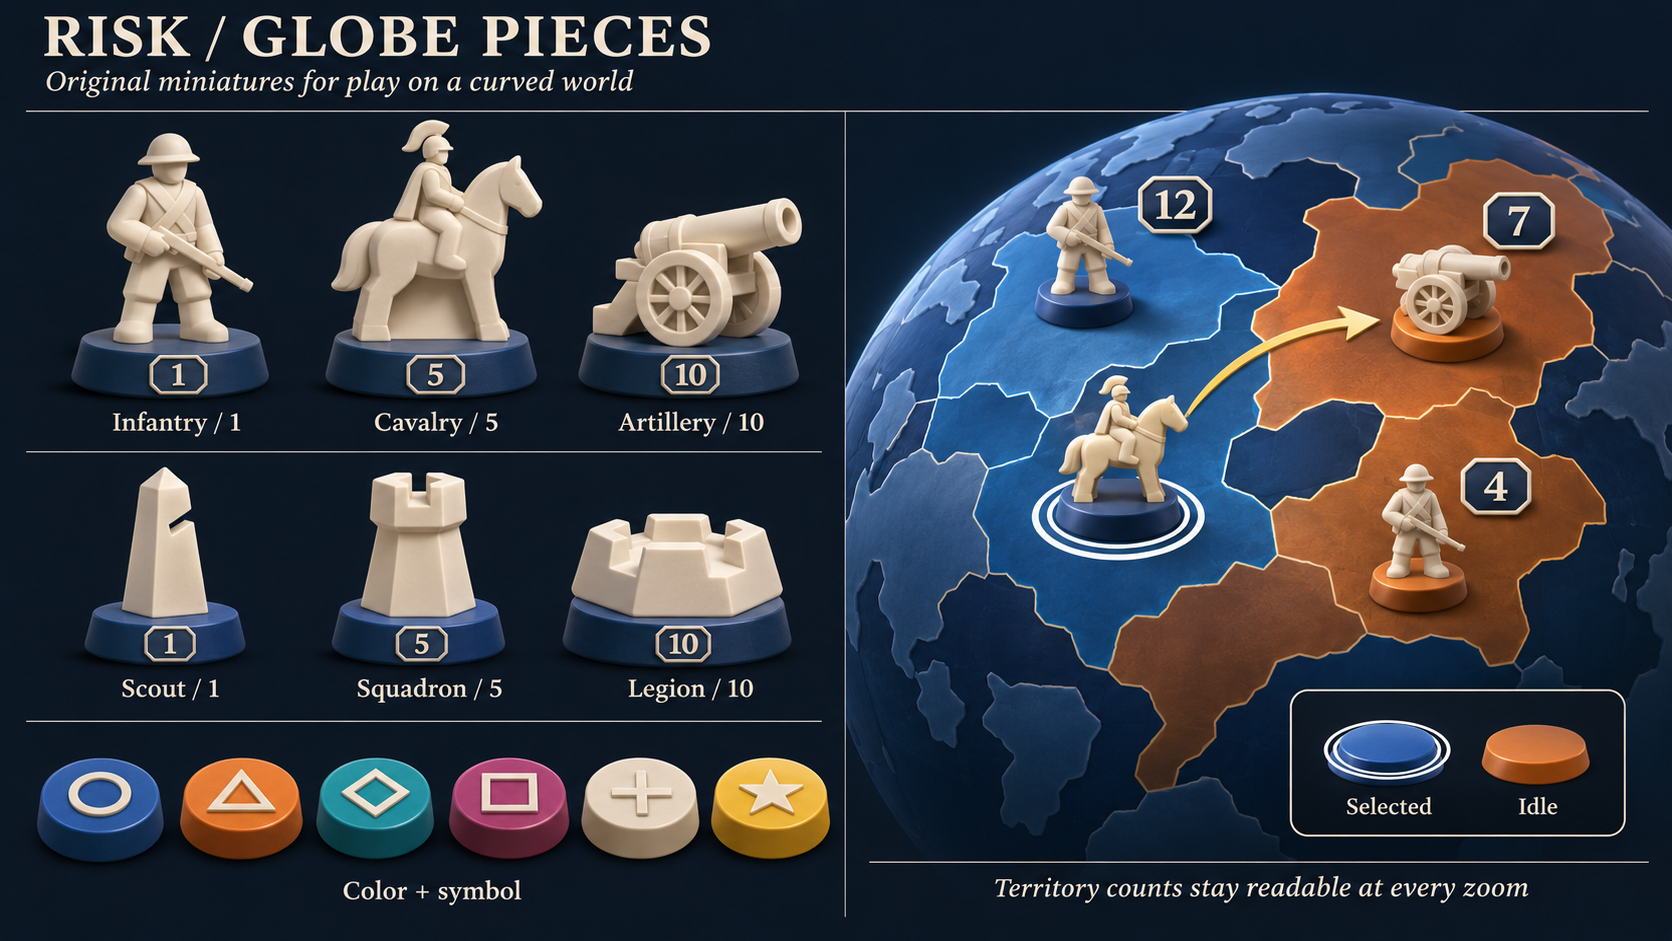 RISK / GLOBE PIECES
Original miniatures for play on a curved world
1
5
10
Infantry / 1
Cavalry / 5
Artillery / 10
1
5
10
Scout / 1
Squadron / 5
Legion / 10
Color + symbol
12
7
4
Selected
Idle
Territory counts stay readable at every zoom